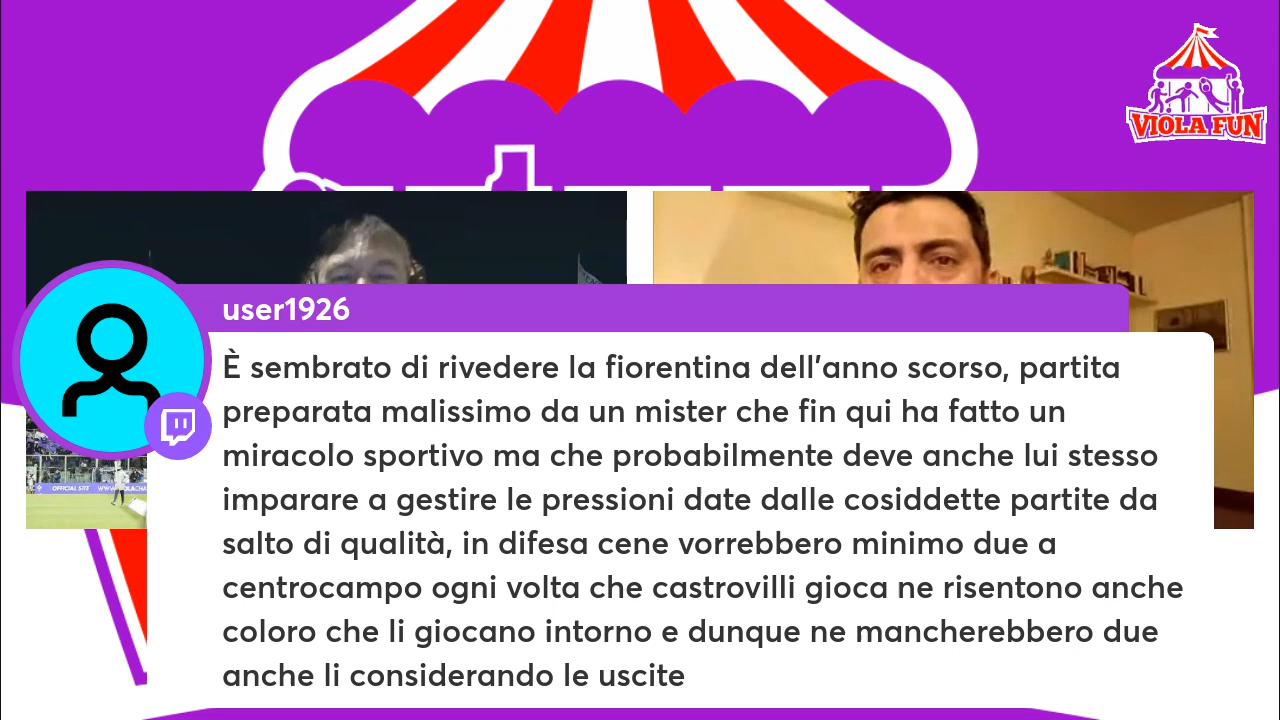 VIOLA FUN
user1926
È sembrato di rivedere la fiorentina dell'anno scorso, partita
preparata malissimo da un mister che fin qui ha fatto un
miracolo sportivo ma che probabilmente deve anche lui stesso
imparare a gestire le pressioni date dalle cosiddette partite da
salto di qualità, in difesa cene vorrebbero minimo due a
centrocampo ogni volta che castrovilli gioca ne risentono anche
coloro che li giocano intorno e dunque ne mancherebbero due
anche li considerando le uscite
OFFICIAL SITE